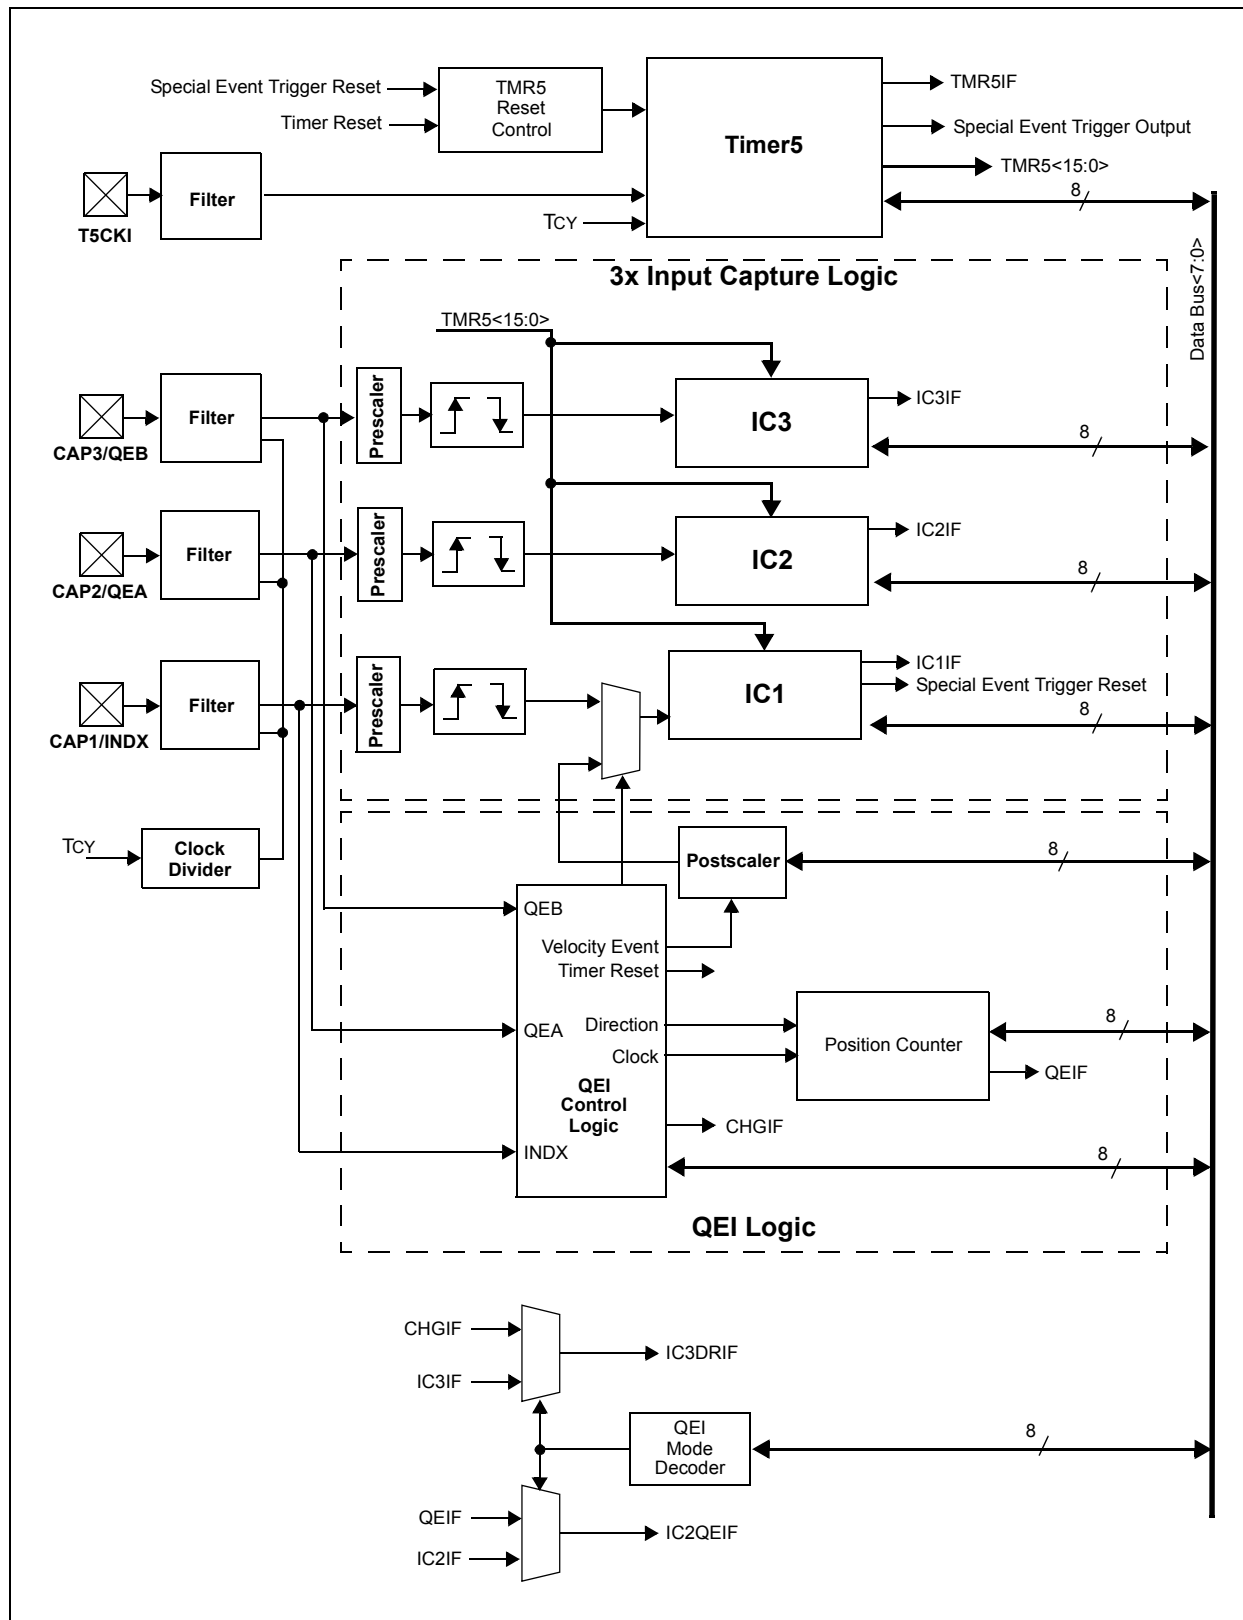 Special Event Trigger Reset
Timer Reset
TMR5
Reset
Control
Timer5
TMR5IF
Special Event Trigger Output
TMR5<15:0>
8
Filter
T5CKI
TCY
Data Bus<7:0>
3x Input Capture Logic
TMR5<15:0>
Filter
CAP3/QEB
Prescaler
IC3
IC3IF
8
Filter
CAP2/QEA
Prescaler
IC2
IC2IF
8
Filter
CAP1/INDX
Prescaler
IC1
IC1IF
Special Event Trigger Reset
8
TCY
Clock
Divider
Postscaler
8
QEB
Velocity Event
Timer Reset
QEA
Direction
Clock
QEI
Control
Logic
INDX
Position Counter
8
QEIF
CHGIF
8
QEI Logic
CHGIF
IC3IF
IC3DRIF
QEI
Mode
Decoder
8
QEIF
IC2IF
IC2QEIF